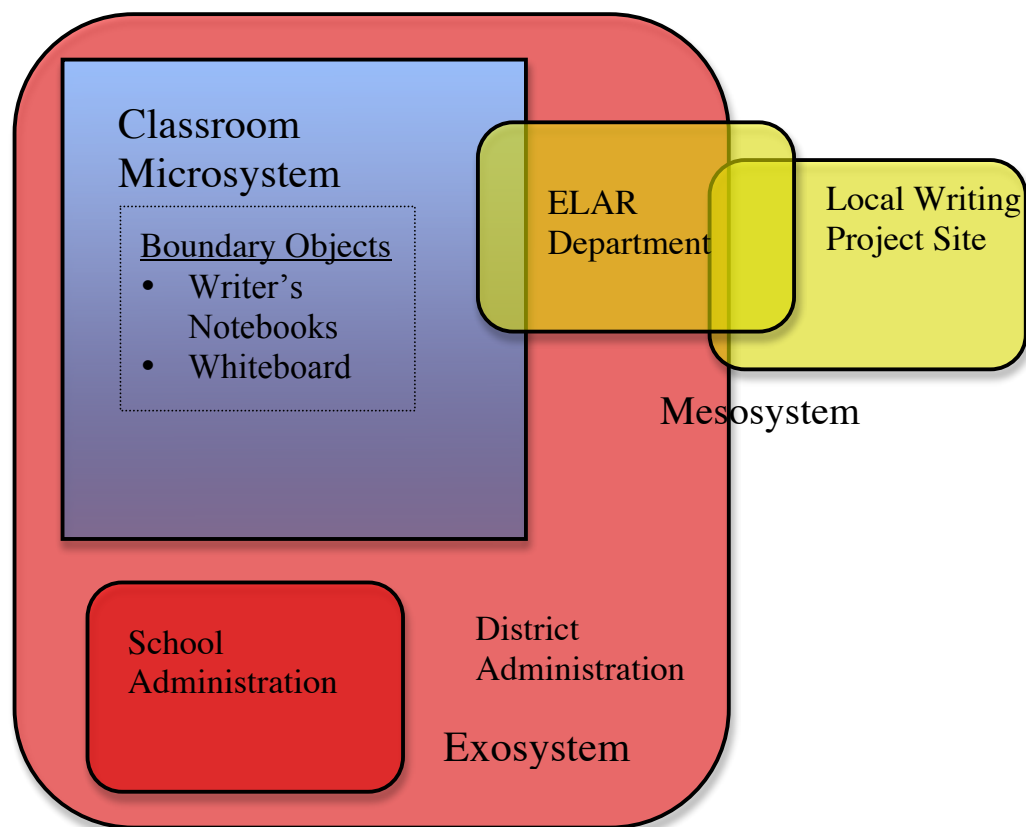 Classroom
Microsystem
Boundary Objects
• Writer’s
Notebooks
• Whiteboard
ELAR
Department
Local Writing
Project Site
Mesosystem
School
Administration
District
Administration
Exosystem